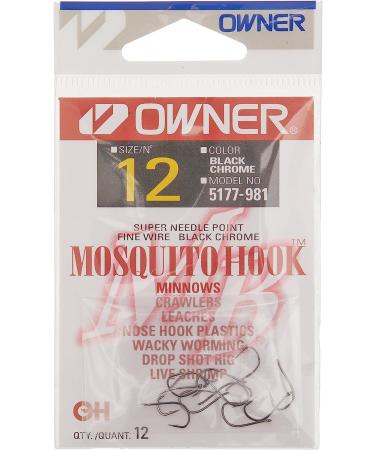 OWNER
OWNER®
SIZE/N° COLOR
12 BLACK
CHROME
MODEL NO
5177-981
SUPER NEEDLE POINT
FINE WIRE BLACK CHROME
MOSQUITO HOOK™
MINNOWS
CRAWLERS
LEACHES
NOSE HOOK PLASTICS
WACKY WORMING
DROP SHOT RIG
LIVE SHRIMP
QTY./QUANT. 12